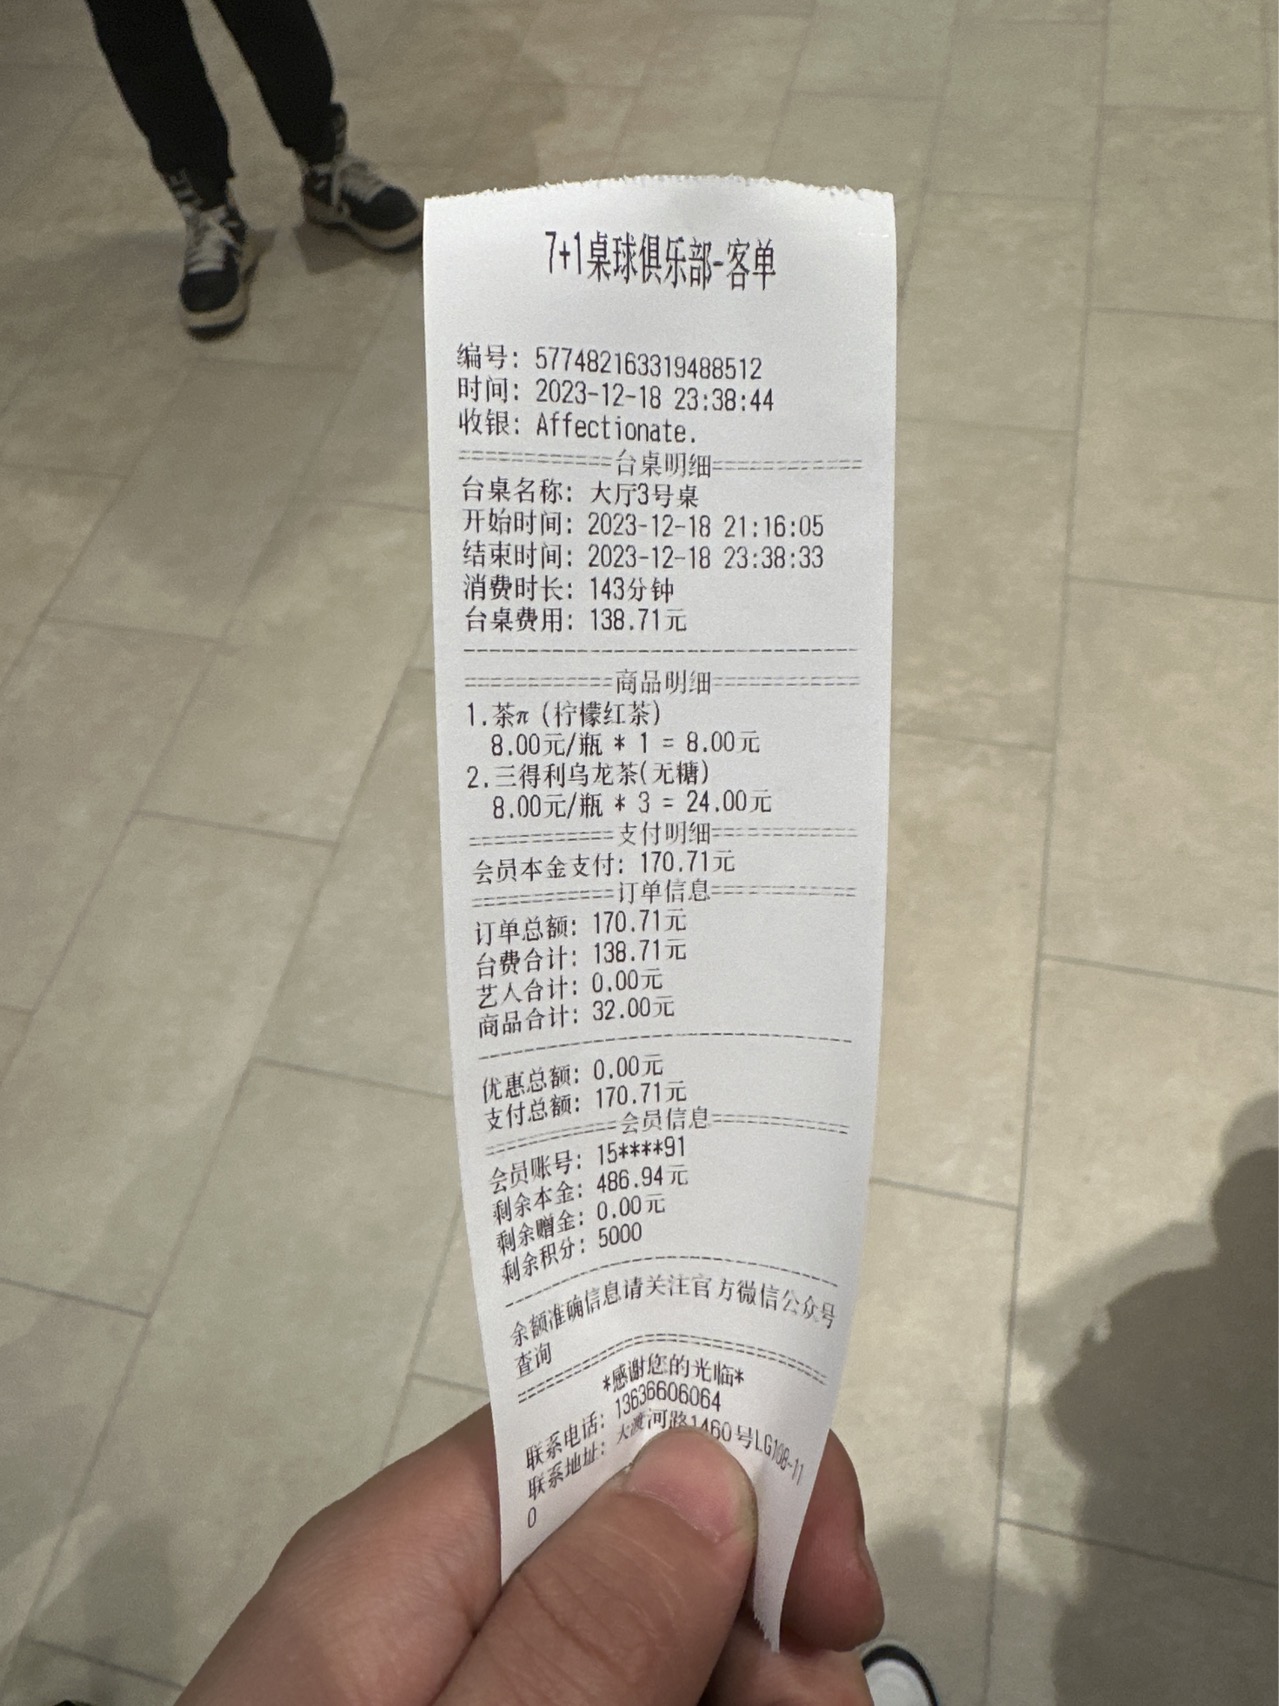 7+1桌球俱乐部-客单
编号: 577482163319488512
时间: 2023-12-18 23:38:44
收银: Affectionate.
============台桌明细============
台桌名称: 大厅3号桌
开始时间: 2023-12-18 21:16:05
结束时间: 2023-12-18 23:38:33
消费时长: 143分钟
台桌费用: 138.71元
--------------------------------
============商品明细============
1.茶π(柠檬红茶)
8.00元/瓶 * 1 = 8.00元
2.三得利乌龙茶(无糖)
8.00元/瓶 * 3 = 24.00元
============支付明细============
会员本金支付: 170.71元
============订单信息============
订单总额: 170.71元
台费合计: 138.71元
艺人合计: 0.00元
商品合计: 32.00元
--------------------------------
优惠总额: 0.00元
支付总额: 170.71元
============会员信息============
会员账号: 15****91
剩余本金: 486.94元
剩余赠金: 0.00元
剩余积分: 5000
--------------------------------
余额准确信息请关注官方微信公众号
查询
================================
*感谢您的光临*
联系电话: 13636606064
联系地址: 大渡河路1460号LG108-11
0